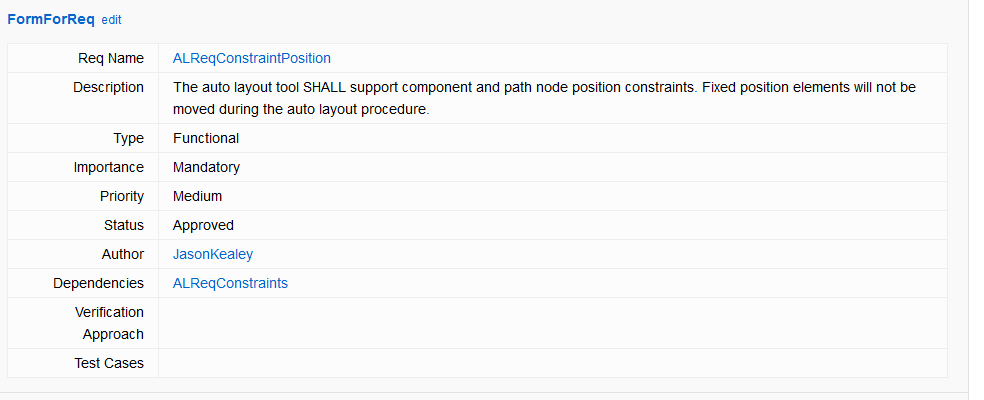 FormForReq edit
Req Name ALReqConstraintPosition
Description The auto layout tool SHALL support component and path node position constraints. Fixed position elements will not be
moved during the auto layout procedure.
Type Functional
Importance Mandatory
Priority Medium
Status Approved
Author JasonKealey
Dependencies ALReqConstraints
Verification
Approach
Test Cases